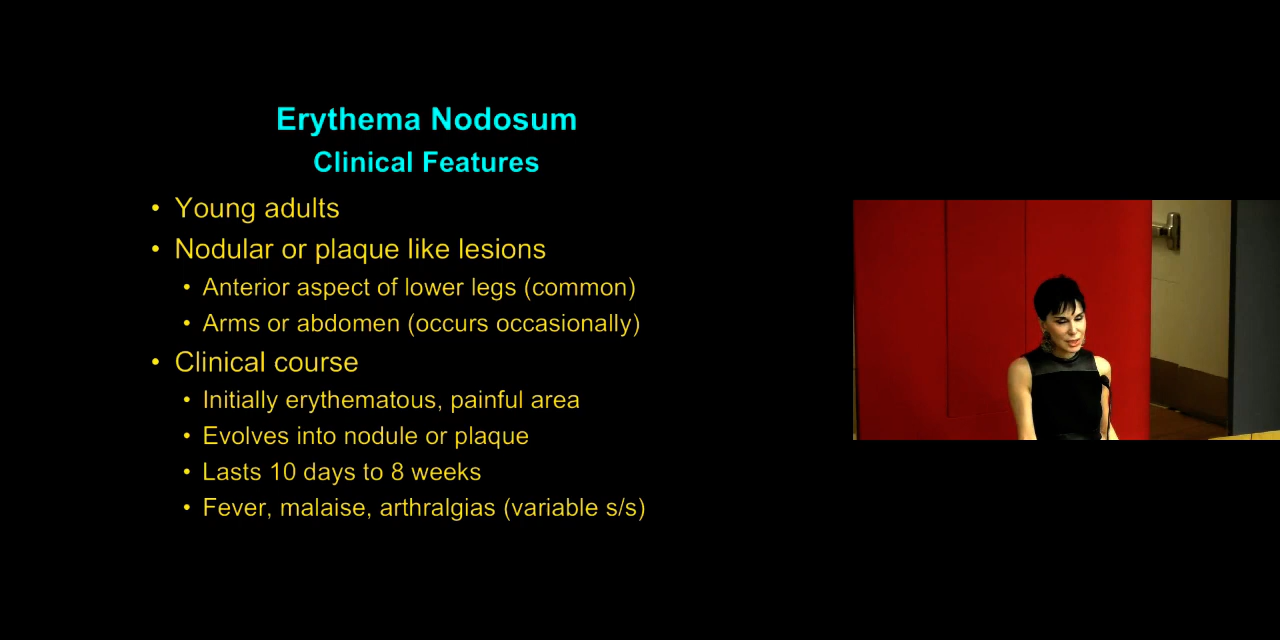 Erythema Nodosum
Clinical Features
• Young adults
• Nodular or plaque like lesions
• Anterior aspect of lower legs (common)
• Arms or abdomen (occurs occasionally)
• Clinical course
• Initially erythematous, painful area
• Evolves into nodule or plaque
• Lasts 10 days to 8 weeks
• Fever, malaise, arthralgias (variable s/s)